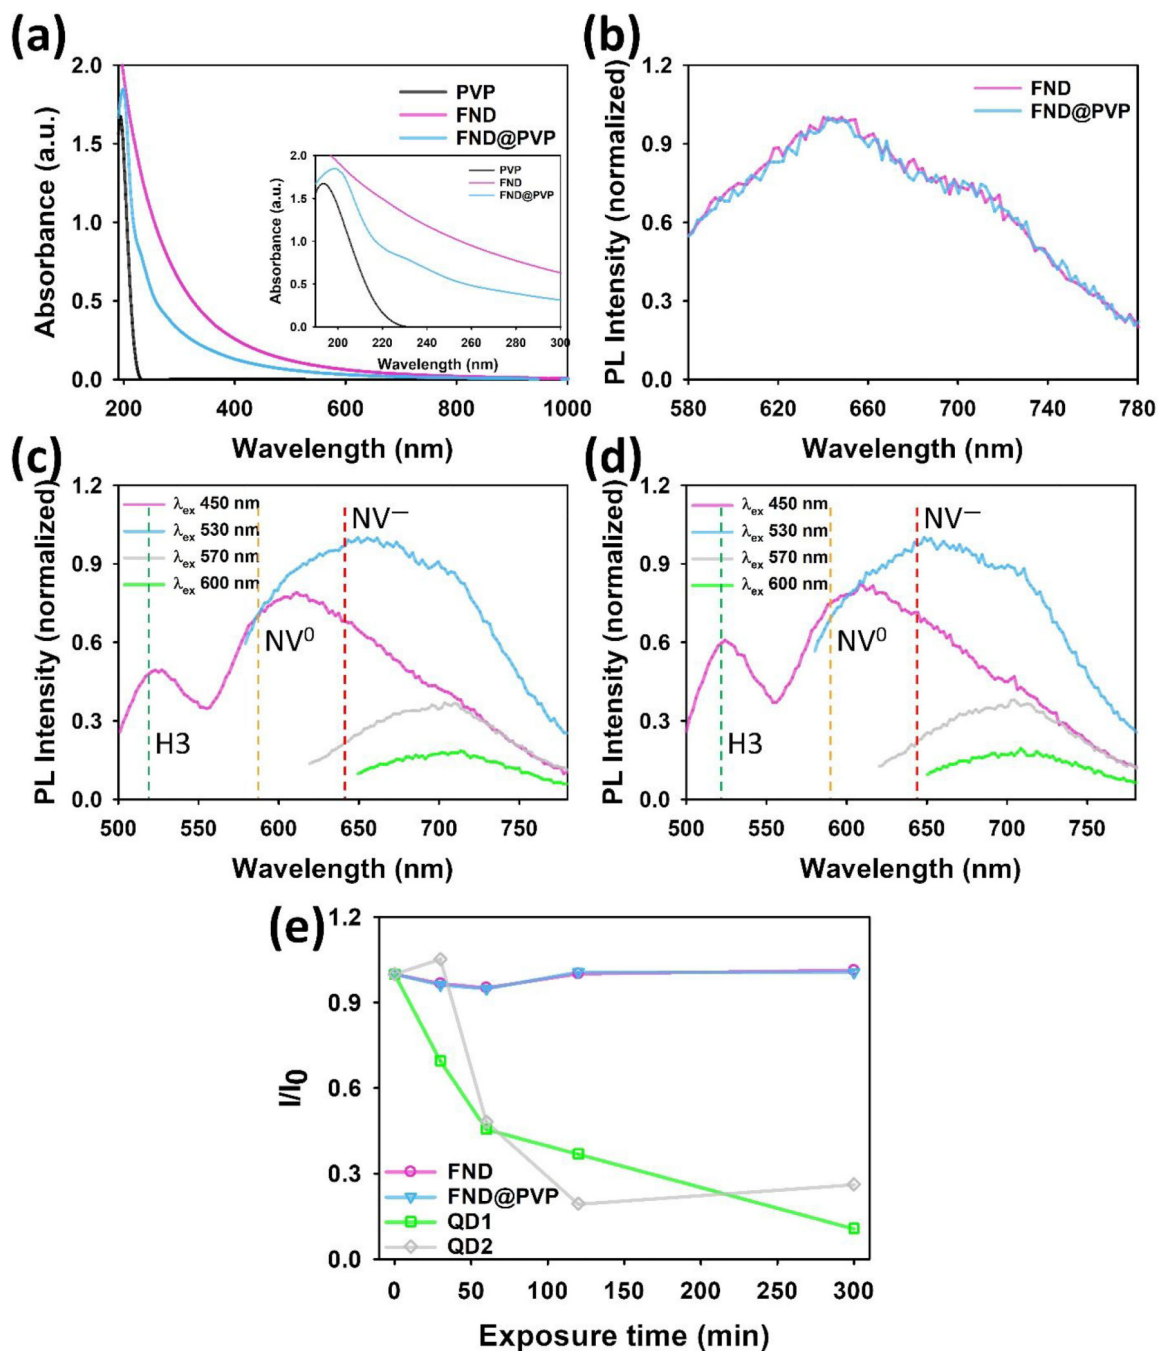 (a)
2.0
1.6
1.2
0.8
0.4
0.0
Absorbance (a.u.)
PVP
FND
FND@PVP
2.0
1.5
1.0
0.5
0.0
Absorbance (a.u.)
PVP
FND
FND@PVP
200 220 240 260 280 300
Wavelength (nm)
200 400 600 800 1000
Wavelength (nm)
(b)
1.2
0.9
0.6
0.3
0.0
PL Intensity (normalized)
FND
FND@PVP
580 620 660 700 740 780
Wavelength (nm)
(c)
1.2
0.9
0.6
0.3
0.0
PL Intensity (normalized)
λex 450 nm
λex 530 nm
λex 570 nm
λex 600 nm
NV—
NV0
H3
500 550 600 650 700 750
Wavelength (nm)
(d)
1.2
0.9
0.6
0.3
0.0
PL Intensity (normalized)
λex 450 nm
λex 530 nm
λex 570 nm
λex 600 nm
NV—
NV0
H3
500 550 600 650 700 750
Wavelength (nm)
(e)
1.2
0.9
0.6
0.3
0.0
I/I0
FND
FND@PVP
QD1
QD2
0 50 100 150 200 250 300
Exposure time (min)